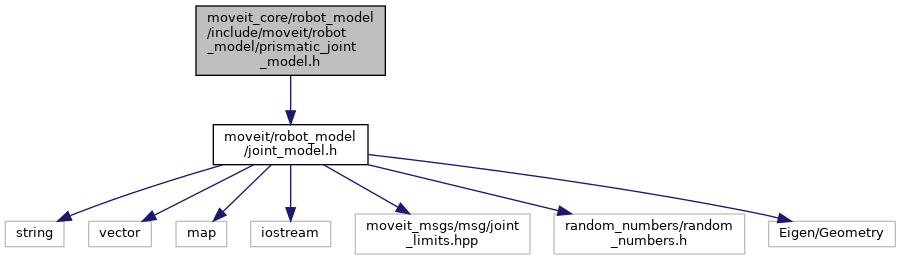 moveit_core/robot_model
/include/moveit/robot
_model/prismatic_joint
_model.h
moveit/robot_model
/joint_model.h
string
vector
map
iostream
moveit_msgs/msg/joint
_limits.hpp
random_numbers/random
_numbers.h
Eigen/Geometry